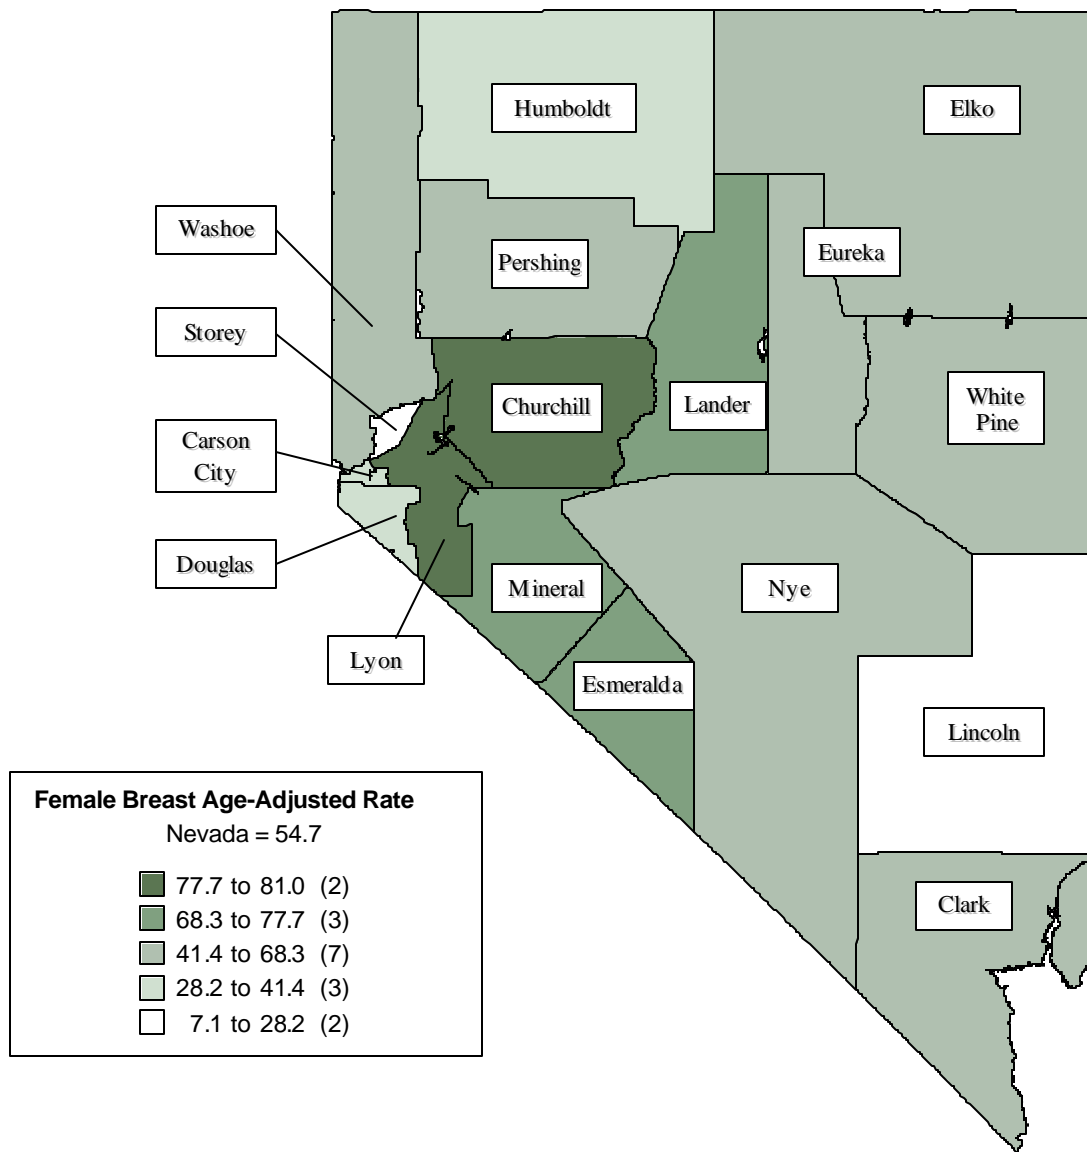 Humboldt
Elko
Washoe
Pershing
Eureka
Storey
Churchill
Lander
White
Pine
Carson
City
Douglas
Mineral
Nye
Lyon
Esmeralda
Lincoln
Clark
Female Breast Age-Adjusted Rate
Nevada = 54.7
77.7 to 81.0 (2)
68.3 to 77.7 (3)
41.4 to 68.3 (7)
28.2 to 41.4 (3)
7.1 to 28.2 (2)